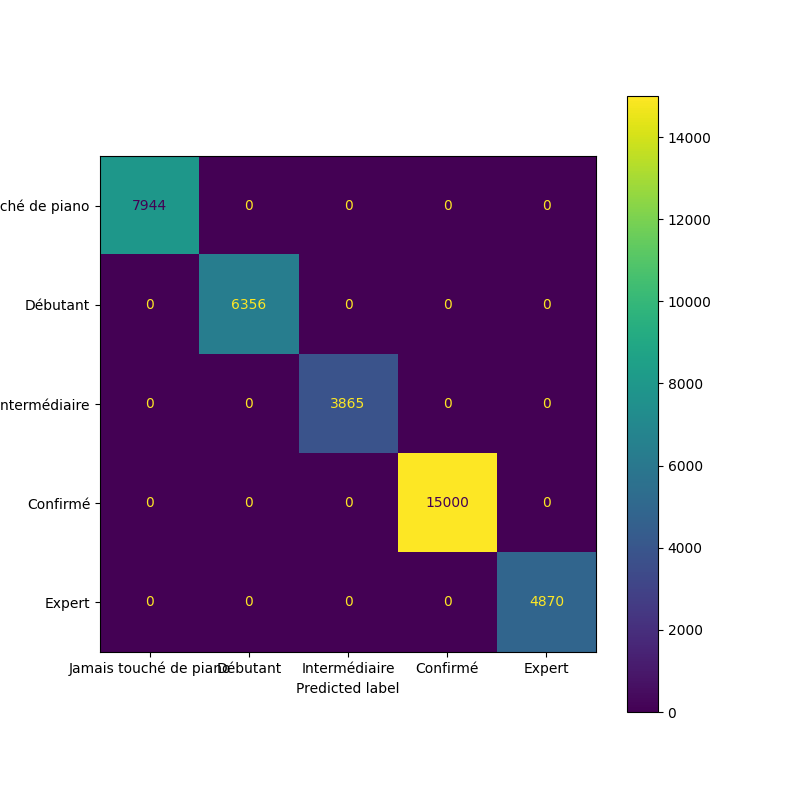 14000
12000
10000
8000
6000
4000
2000
0
ché de piano 7944 0 0 0 0
Débutant 0 6356 0 0 0
ntermédiaire 0 0 3865 0 0
Confirmé 0 0 0 15000 0
Expert 0 0 0 0 4870
Jamais touché de piano Débutant Intermédiaire Confirmé Expert
Predicted label